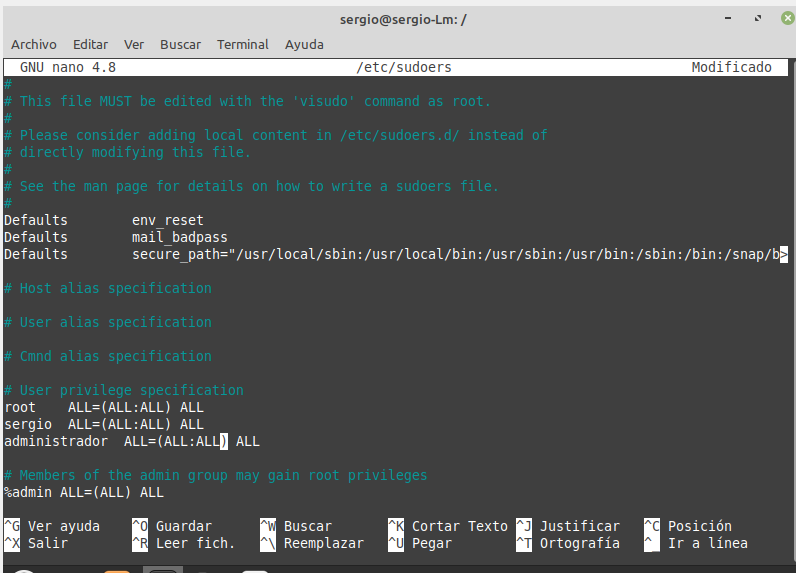 sergio@sergio-Lm: /
Archivo Editar Ver Buscar Terminal Ayuda
GNU nano 4.8 /etc/sudoers Modificado
#
# This file MUST be edited with the 'visudo' command as root.
#
# Please consider adding local content in /etc/sudoers.d/ instead of
# directly modifying this file.
#
# See the man page for details on how to write a sudoers file.
#
Defaults env_reset
Defaults mail_badpass
Defaults secure_path="/usr/local/sbin:/usr/local/bin:/usr/sbin:/usr/bin:/sbin:/bin:/snap/b>
# Host alias specification
# User alias specification
# Cmnd alias specification
# User privilege specification
root ALL=(ALL:ALL) ALL
sergio ALL=(ALL:ALL) ALL
administrador ALL=(ALL:ALL) ALL
# Members of the admin group may gain root privileges
%admin ALL=(ALL) ALL
^G Ver ayuda ^O Guardar ^W Buscar ^K Cortar Texto ^J Justificar ^C Posición
^X Salir ^R Leer fich. ^\ Reemplazar ^U Pegar ^T Ortografía ^_ Ir a línea